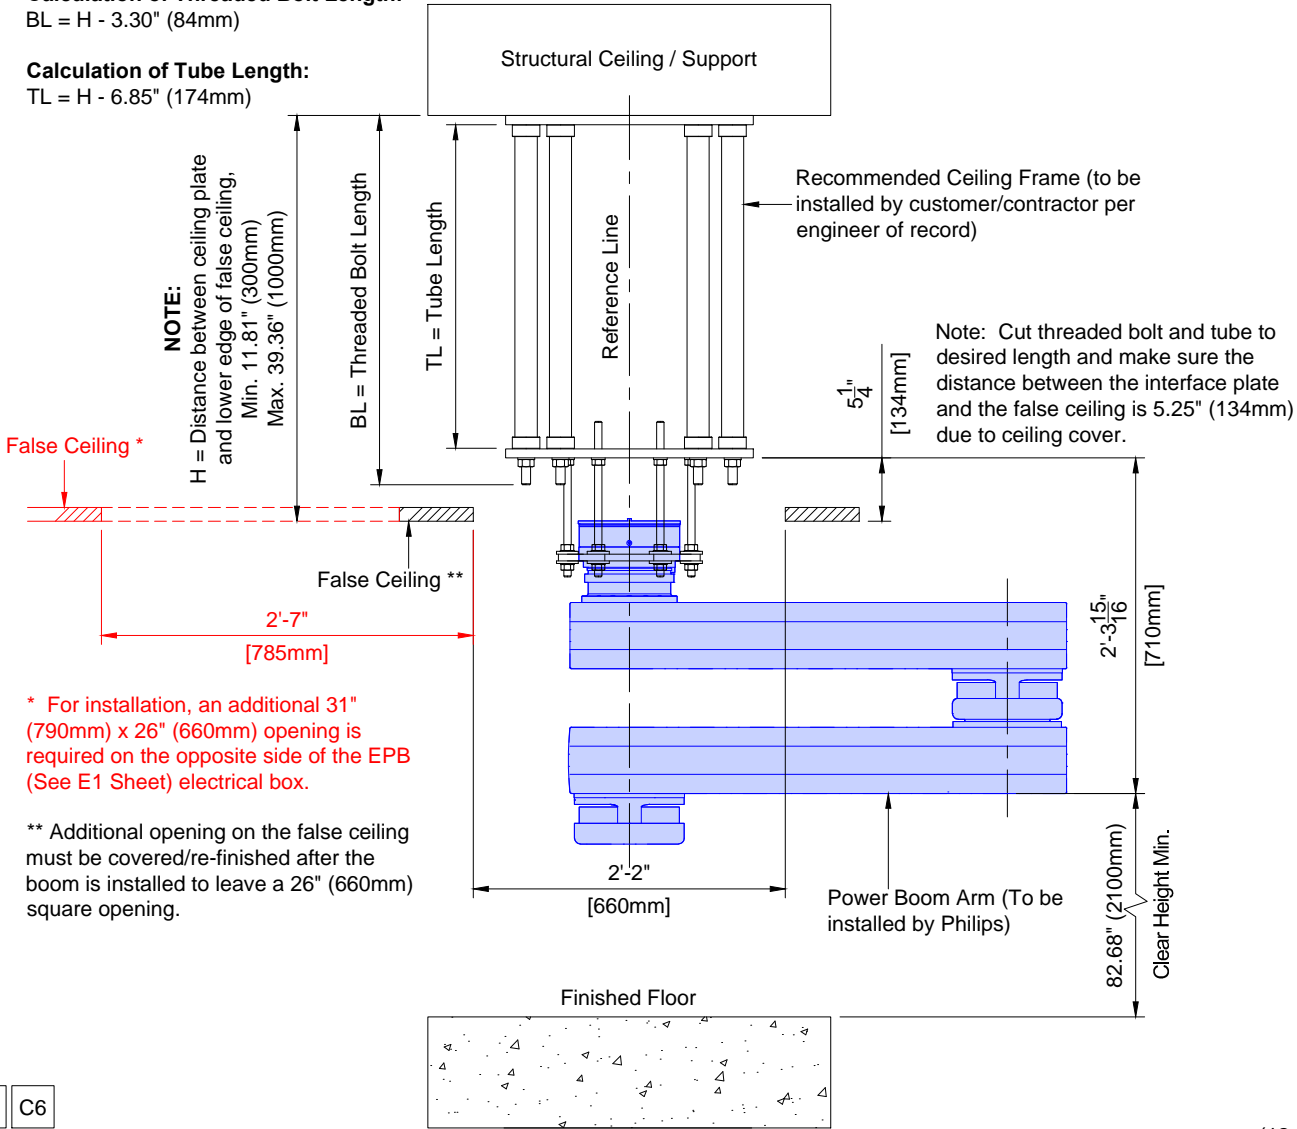 BL = H - 3.30" (84mm)
Calculation of Tube Length:
TL = H - 6.85" (174mm)
Structural Ceiling / Support
NOTE:
H = Distance between ceiling plate
and lower edge of false ceiling,
Min. 11.81" (300mm)
Max. 39.36" (1000mm)
BL = Threaded Bolt Length
TL = Tube Length
Reference Line
Recommended Ceiling Frame (to be
installed by customer/contractor per
engineer of record)
5 1/4"
[134mm]
Note: Cut threaded bolt and tube to
desired length and make sure the
distance between the interface plate
and the false ceiling is 5.25" (134mm)
due to ceiling cover.
False Ceiling *
False Ceiling **
2'-7"
[785mm]
2'-3 15/16"
[710mm]
* For installation, an additional 31"
(790mm) x 26" (660mm) opening is
required on the opposite side of the EPB
(See E1 Sheet) electrical box.
** Additional opening on the false ceiling
must be covered/re-finished after the
boom is installed to leave a 26" (660mm)
square opening.
2'-2"
[660mm]
Power Boom Arm (To be
installed by Philips)
82.68" (2100mm)
Clear Height Min.
Finished Floor
C6